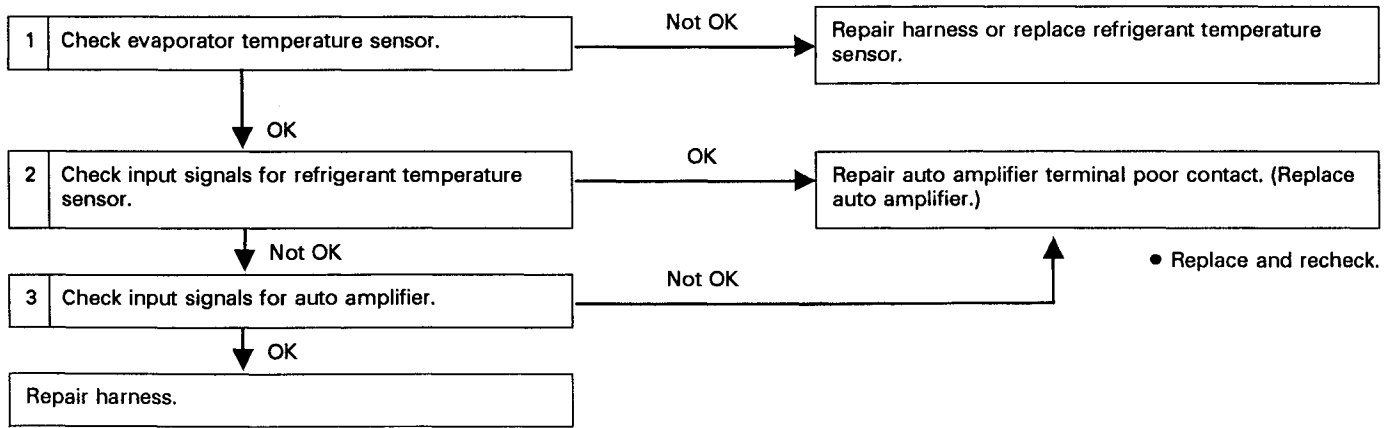 1 Check evaporator temperature sensor.
Not OK
Repair harness or replace refrigerant temperature
sensor.
OK
2 Check input signals for refrigerant temperature
sensor.
OK
Repair auto amplifier terminal poor contact. (Replace
auto amplifier.)
Not OK
● Replace and recheck.
3 Check input signals for auto amplifier.
Not OK
OK
Repair harness.